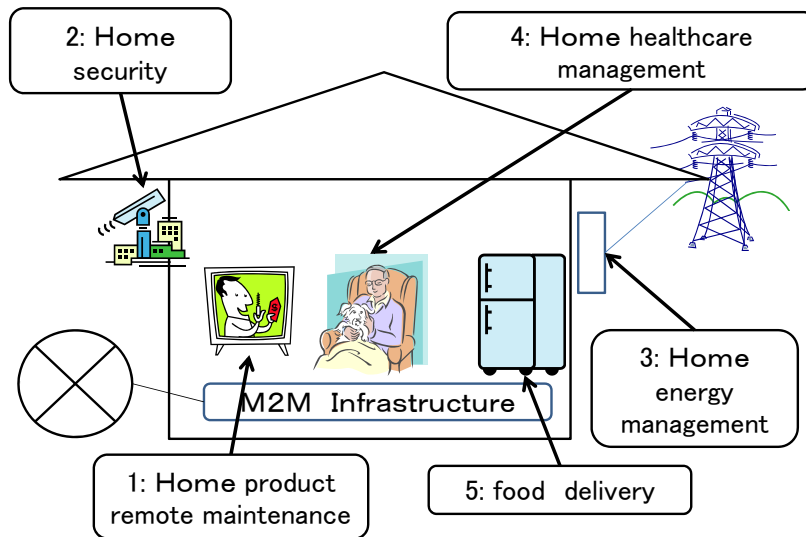 2: Home
security
4: Home healthcare
management
3: Home
energy
management
M2M Infrastructure
1: Home product
remote maintenance
5: food delivery